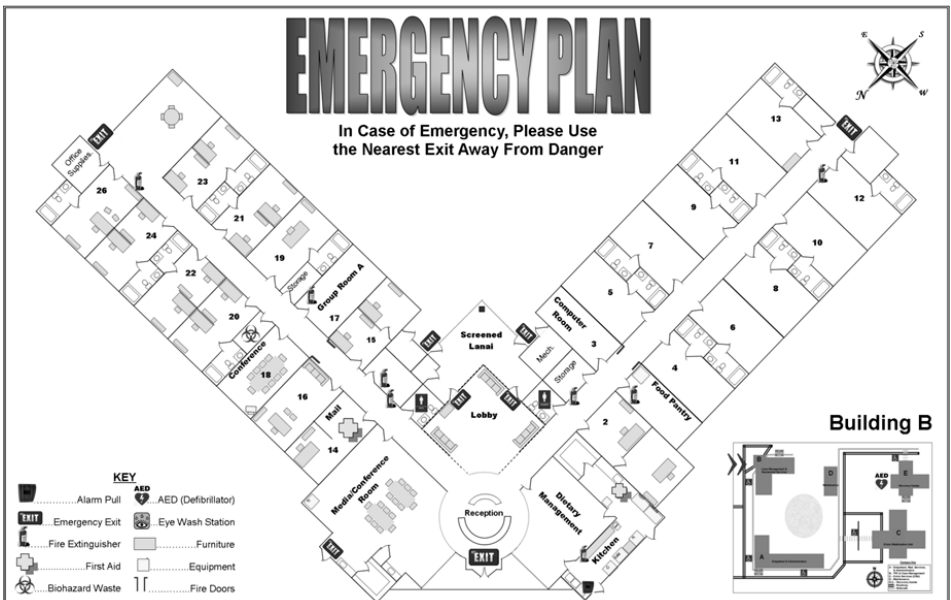 EMERGENCY PLAN
In Case of Emergency, Please Use
the Nearest Exit Away From Danger
E
S
N
W
EXIT
Office
Supplies.
26
23
24
21
22
19
Storage
Group Room A
20
17
15
Conference
18
16
Mail
14
Media/Conference
Room
EXIT
Screened
Lanai
EXIT
EXIT
EXIT
Lobby
Reception
EXIT
EXIT
EXIT
13
11
12
9
10
7
8
5
6
Computer
Room
3
4
Mech.
Storage
Food Pantry
2
Dietary
Management
Kitchen
KEY
Alarm Pull
AED
AED (Defibrillator)
EXIT
Emergency Exit
Eye Wash Station
Fire Extinguisher
Furniture
First Aid
Equipment
Biohazard Waste
Fire Doors
Building B
B
D
E
AED
C
A